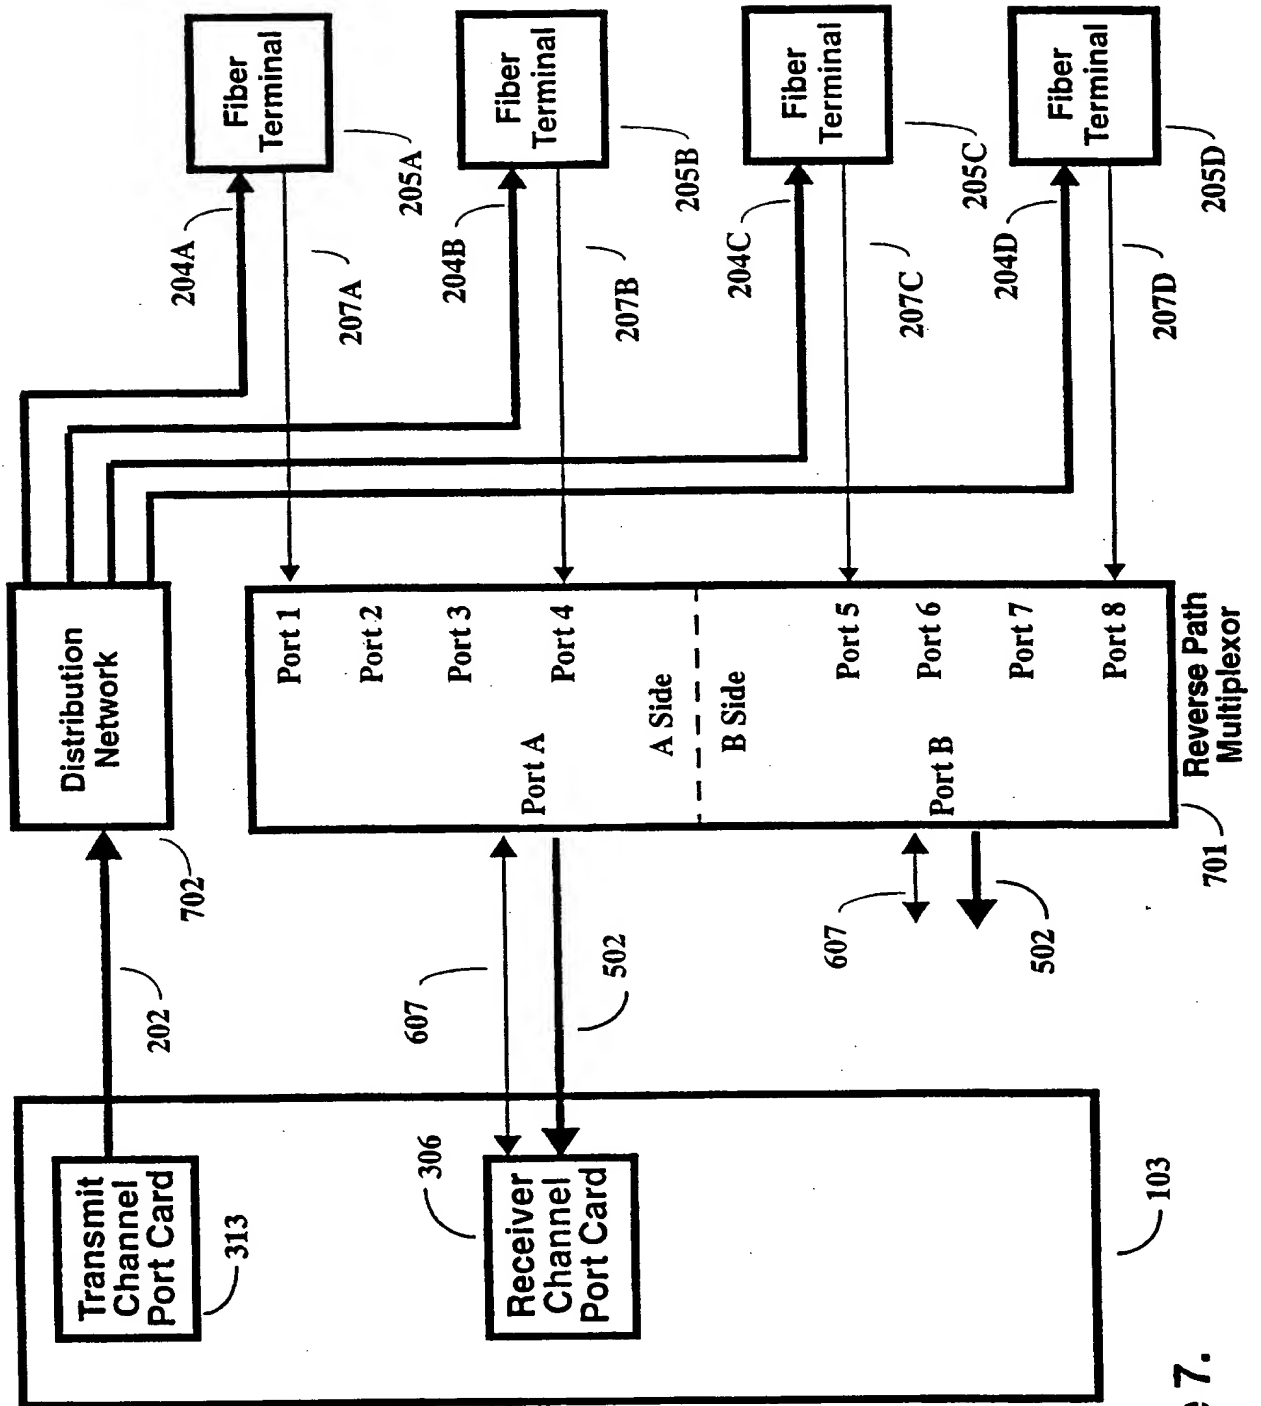 Transmit
Channel
Port Card
313
Receiver
Channel
Port Card
306
103
202
607
502
Distribution
Network
702
Port A
Port 1
Port 2
Port 3
Port 4
A Side
B Side
Port B
Port 5
Port 6
Port 7
Port 8
607
502
Reverse Path
Multiplexor
701
204A
207A
204B
207B
204C
207C
204D
207D
Fiber
Terminal
205A
Fiber
Terminal
205B
Fiber
Terminal
205C
Fiber
Terminal
205D
e 7.